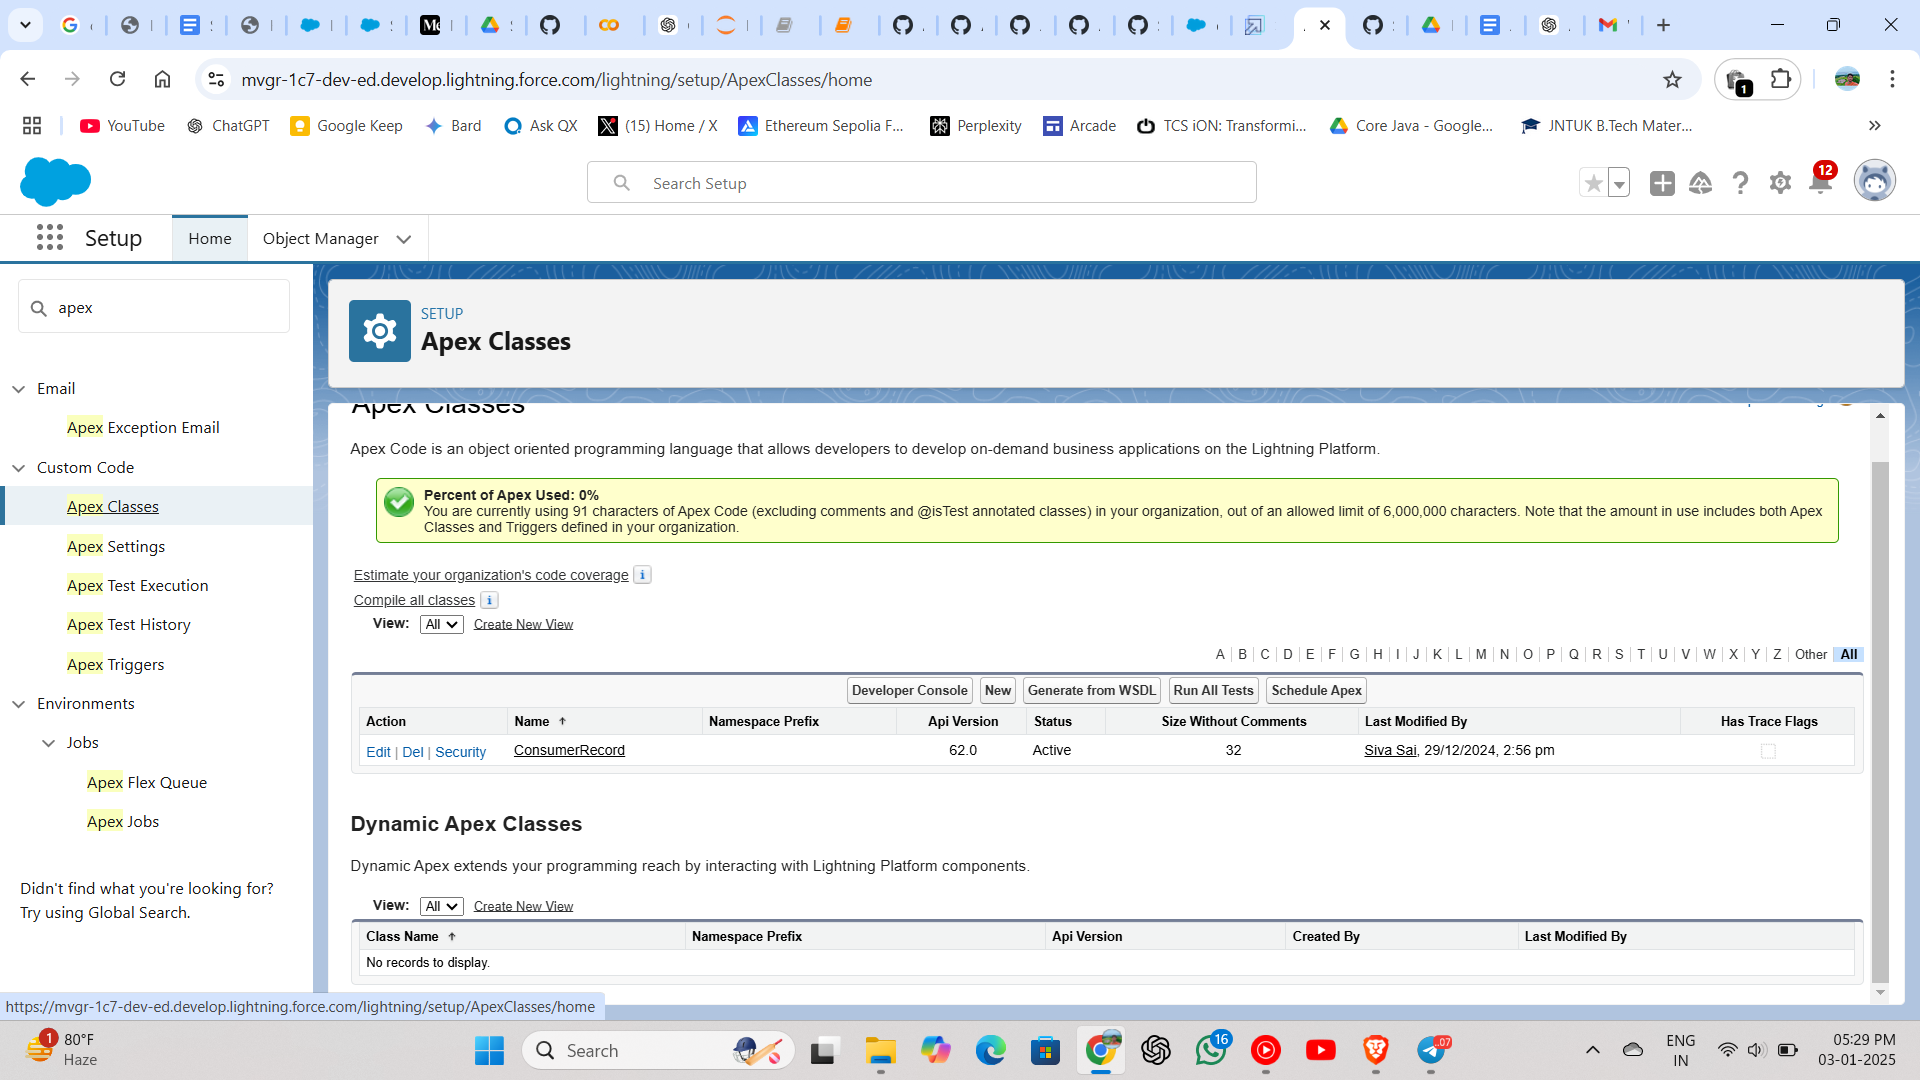 mvgr-1c7-dev-ed.develop.lightning.force.com/lightning/setup/ApexClasses/home
1
YouTube
ChatGPT
Google Keep
Bard
Ask QX
(15) Home / X
Ethereum Sepolia F...
Perplexity
Arcade
TCS iON: Transformi...
Core Java - Google...
JNTUK B.Tech Mater...
Search Setup
12
Setup
Home
Object Manager
apex
Email
Apex Exception Email
Custom Code
Apex Classes
Apex Settings
Apex Test Execution
Apex Test History
Apex Triggers
Environments
Jobs
Apex Flex Queue
Apex Jobs
Didn't find what you're looking for?
Try using Global Search.
SETUP
Apex Classes
Apex Classes
Apex Code is an object oriented programming language that allows developers to develop on-demand business applications on the Lightning Platform.
Percent of Apex Used: 0%
You are currently using 91 characters of Apex Code (excluding comments and @isTest annotated classes) in your organization, out of an allowed limit of 6,000,000 characters. Note that the amount in use includes both Apex
Classes and Triggers defined in your organization.
Estimate your organization's code coverage i
Compile all classes i
View: All Create New View
A | B | C | D | E | F | G | H | I | J | K | L | M | N | O | P | Q | R | S | T | U | V | W | X | Y | Z | Other | All
Developer Console New Generate from WSDL Run All Tests Schedule Apex
Action Name Namespace Prefix Api Version Status Size Without Comments Last Modified By Has Trace Flags
Edit | Del | Security ConsumerRecord 62.0 Active 32 Siva Sai, 29/12/2024, 2:56 pm
Dynamic Apex Classes
Dynamic Apex extends your programming reach by interacting with Lightning Platform components.
View: All Create New View
Class Name Namespace Prefix Api Version Created By Last Modified By
No records to display.
https://mvgr-1c7-dev-ed.develop.lightning.force.com/lightning/setup/ApexClasses/home
1
80°F
Haze
Search
16
.07
ENG
IN
05:29 PM
03-01-2025